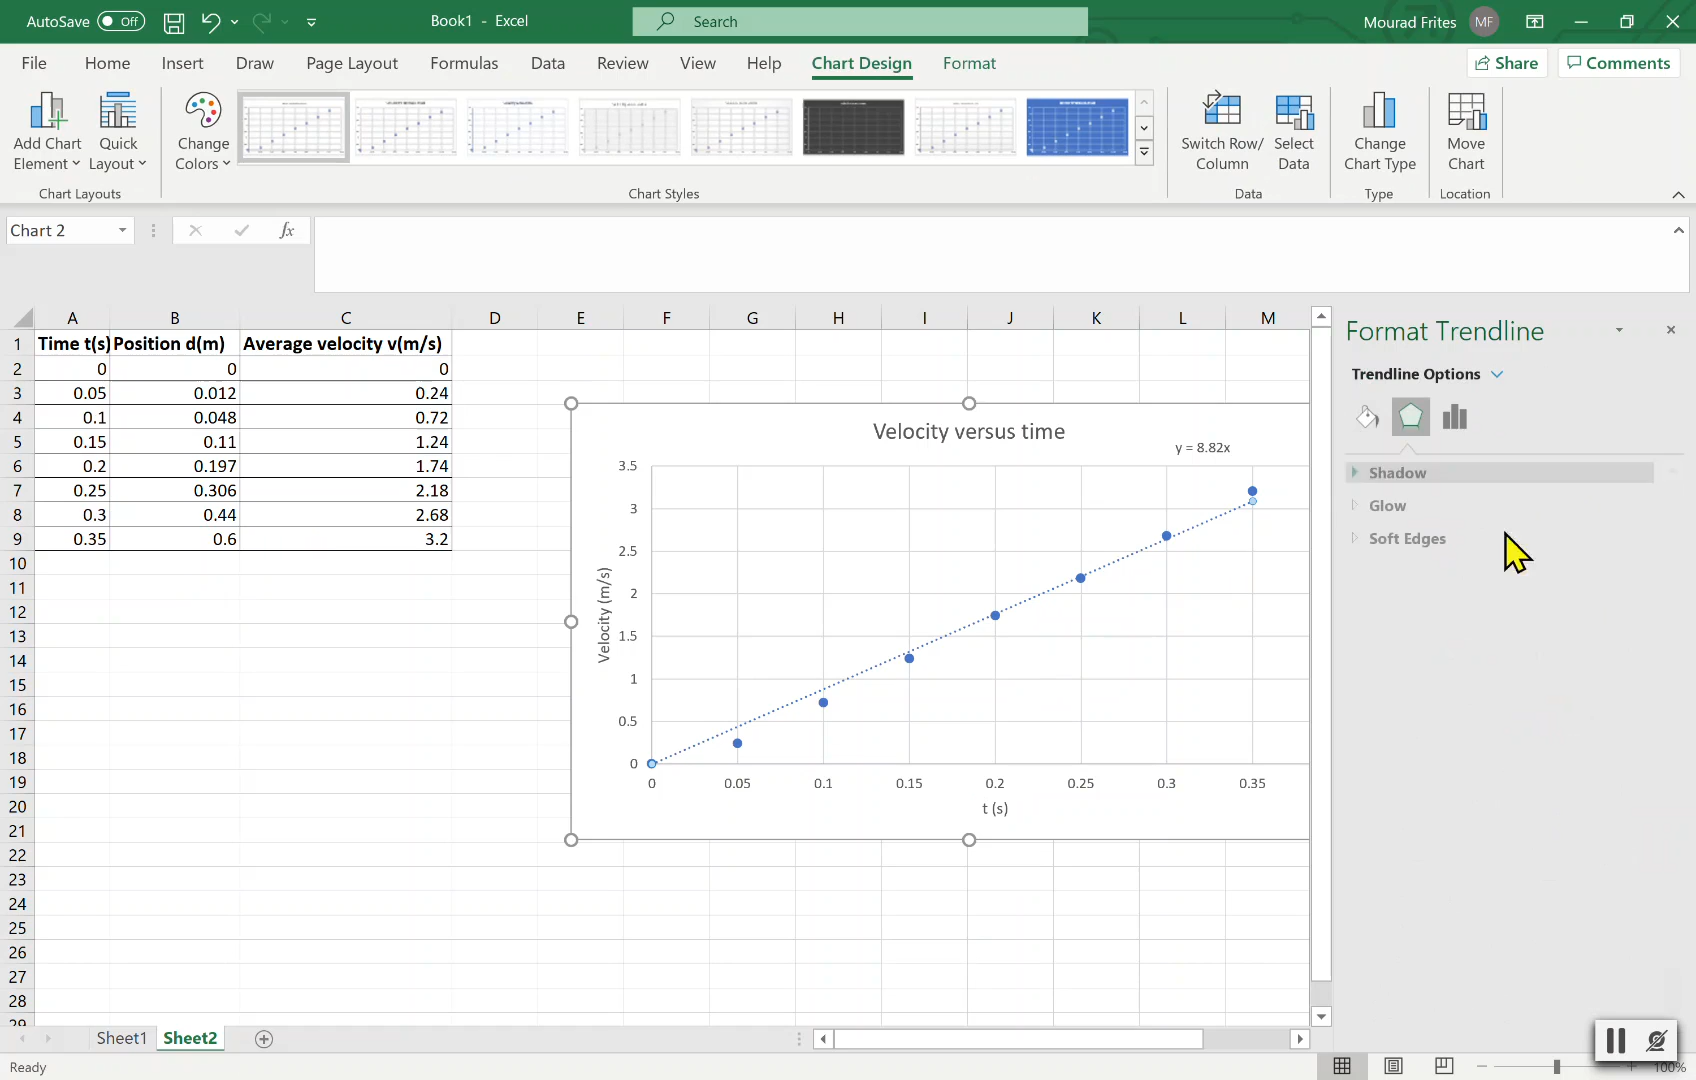 AutoSave Off Book1 - Excel Search Mourad Frites MF
File Home Insert Draw Page Layout Formulas Data Review View Help Chart Design Format Share Comments
Add Chart Element Quick Layout Change Colors Switch Row/ Column Select Data Change Chart Type Move Chart
Chart Layouts Chart Styles Data Type Location
Chart 2 fx
A B C D E F G H I J K L M
1 Time t(s) Position d(m) Average velocity v(m/s)
2 0 0 0
3 0.05 0.012 0.24
4 0.1 0.048 0.72
5 0.15 0.11 1.24
6 0.2 0.197 1.74
7 0.25 0.306 2.18
8 0.3 0.44 2.68
9 0.35 0.6 3.2
10
11
12
13
14
15
16
17
18
19
20
21
22
23
24
25
26
27
28
29
Velocity versus time
y = 8.82x
3.5
3
2.5
2
1.5
1
0.5
0
Velocity (m/s)
0 0.05 0.1 0.15 0.2 0.25 0.3 0.35
t (s)
Format Trendline
Trendline Options
Shadow
Glow
Soft Edges
Sheet1 Sheet2
Ready 100%